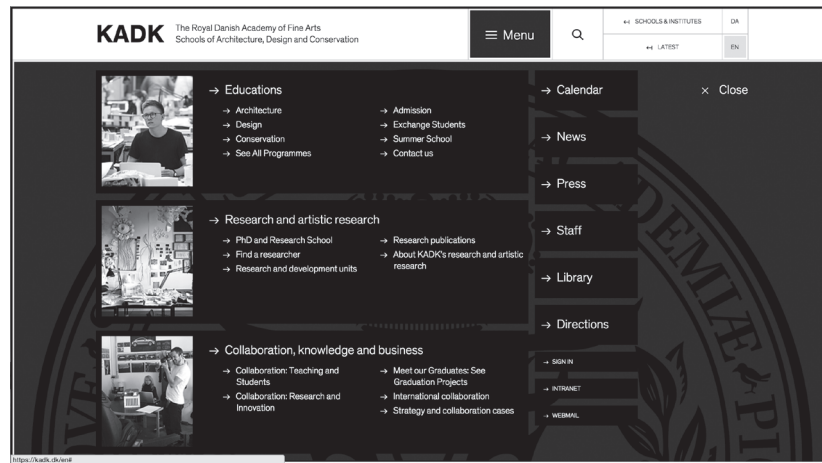 KADK
The Royal Danish Academy of Fine Arts
Schools of Architecture, Design and Conservation
Menu
SCHOOLS & INSTITUTES
DA
LATEST
EN
→ Educations
→ Architecture
→ Design
→ Conservation
→ See All Programmes
→ Admission
→ Exchange Students
→ Summer School
→ Contact us
→ Research and artistic research
→ PhD and Research School
→ Find a researcher
→ Research and development units
→ Research publications
→ About KADK's research and artistic
research
→ Collaboration, knowledge and business
→ Collaboration: Teaching and
Students
→ Collaboration: Research and
Innovation
→ Meet our Graduates: See
Graduation Projects
→ International collaboration
→ Strategy and collaboration cases
→ Calendar
→ News
→ Press
→ Staff
→ Library
→ Directions
→ SIGN IN
→ INTRANET
→ WEBMAIL
× Close
https://kadk.dk/en#